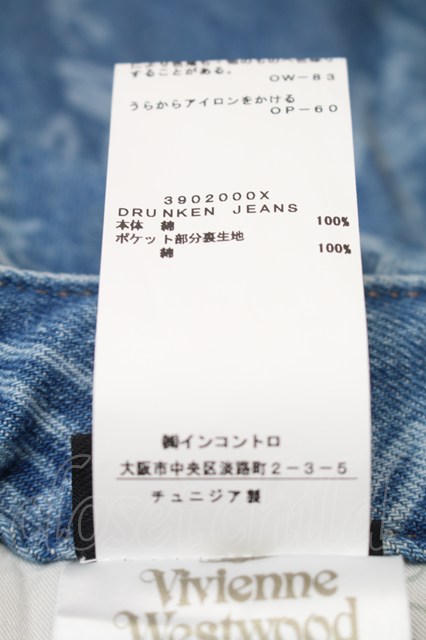 することがある。
OW-83
うらからアイロンをかける
OP-60
3902000X
DRUNKEN JEANS
本体 綿 100%
ポケット部分裏生地
綿 100%
㈱インコントロ
大阪市中央区淡路町2-3-5
チュニジア製
Vivienne
Westwood
closet child